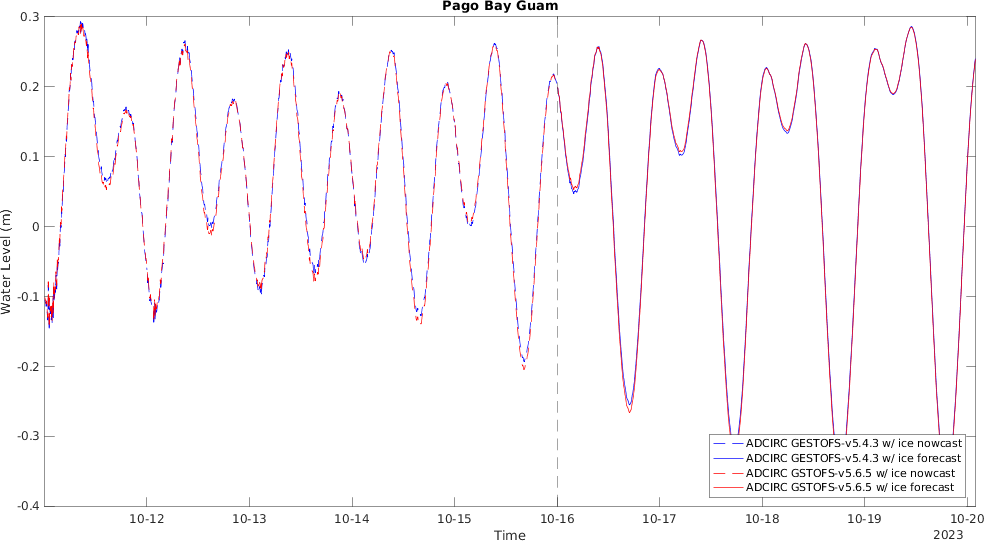 Pago Bay Guam
0.3
0.2
0.1
0
-0.1
-0.2
-0.3
-0.4
Water Level (m)
ADCIRC GESTOFS-v5.4.3 w/ ice nowcast
ADCIRC GESTOFS-v5.4.3 w/ ice forecast
ADCIRC GSTOFS-v5.6.5 w/ ice nowcast
ADCIRC GSTOFS-v5.6.5 w/ ice forecast
10-12 10-13 10-14 10-15 10-16 10-17 10-18 10-19 10-20
Time 2023